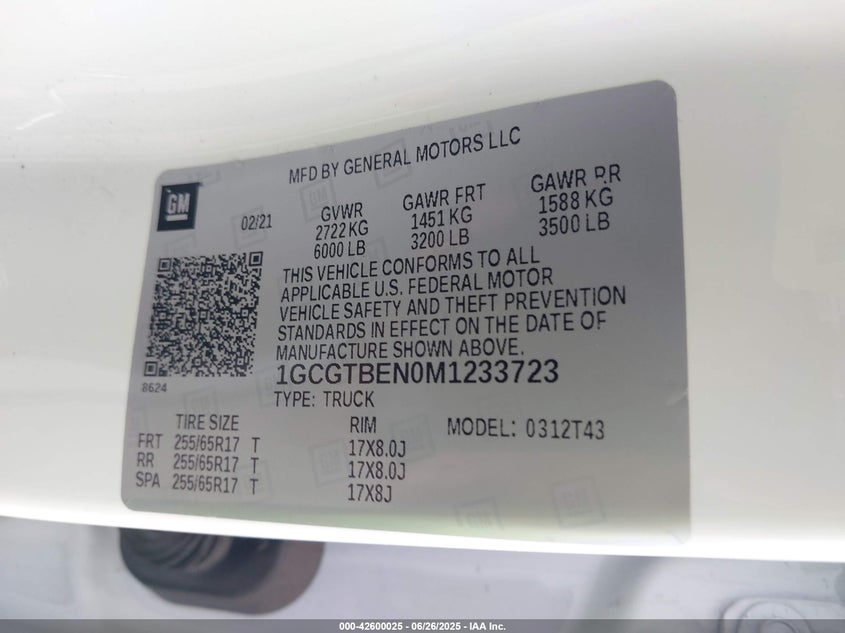 MFD BY GENERAL MOTORS LLC
GM
02/21
GVWR GAWR FRT GAWR RR
2722 KG 1451 KG 1588 KG
6000 LB 3200 LB 3500 LB
THIS VEHICLE CONFORMS TO ALL
APPLICABLE U.S. FEDERAL MOTOR
VEHICLE SAFETY AND THEFT PREVENTION
STANDARDS IN EFFECT ON THE DATE OF
MANUFACTURE SHOWN ABOVE.
8624
1GCGTBEN0M1233723
TYPE: TRUCK
TIRE SIZE RIM MODEL: 0312T43
FRT 255/65R17 T 17X8.0J
RR 255/65R17 T 17X8.0J
SPA 255/65R17 T 17X8J
000-42600025 - 06/26/2025 - IAA Inc.